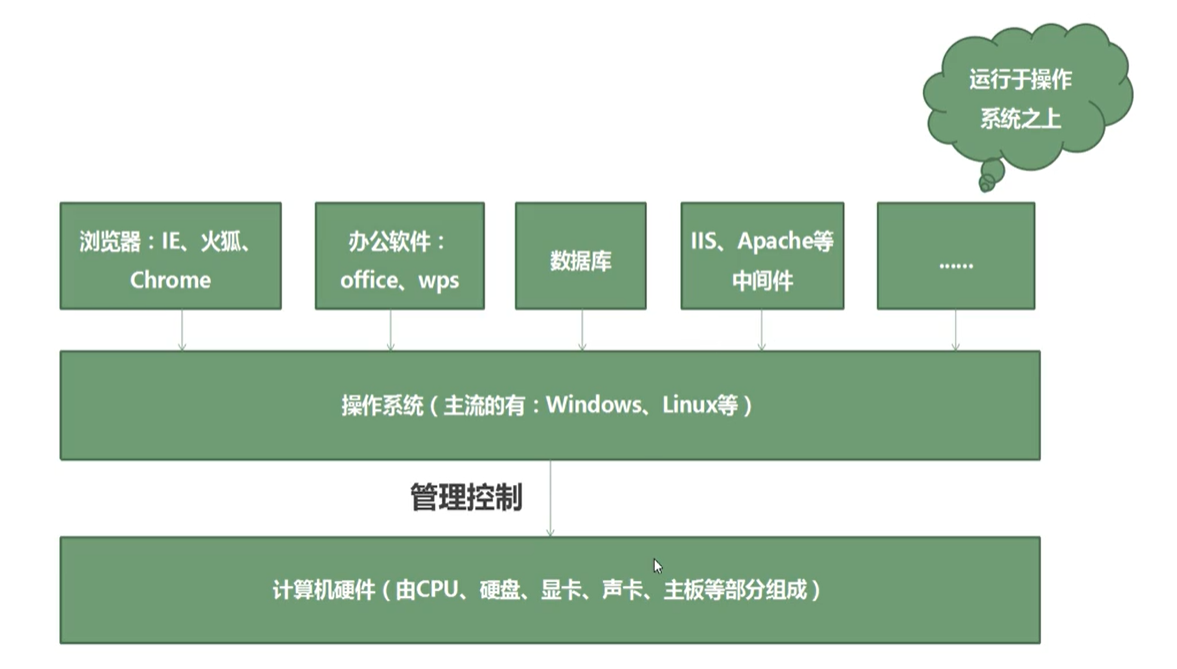 运行于操作
系统之上
浏览器：IE、火狐、
Chrome
办公软件：
office、wps
数据库
IIS、Apache等
中间件
……
操作系统（主流的有：Windows、Linux等）
管理控制
计算机硬件（由CPU、硬盘、显卡、声卡、主板等部分组成）